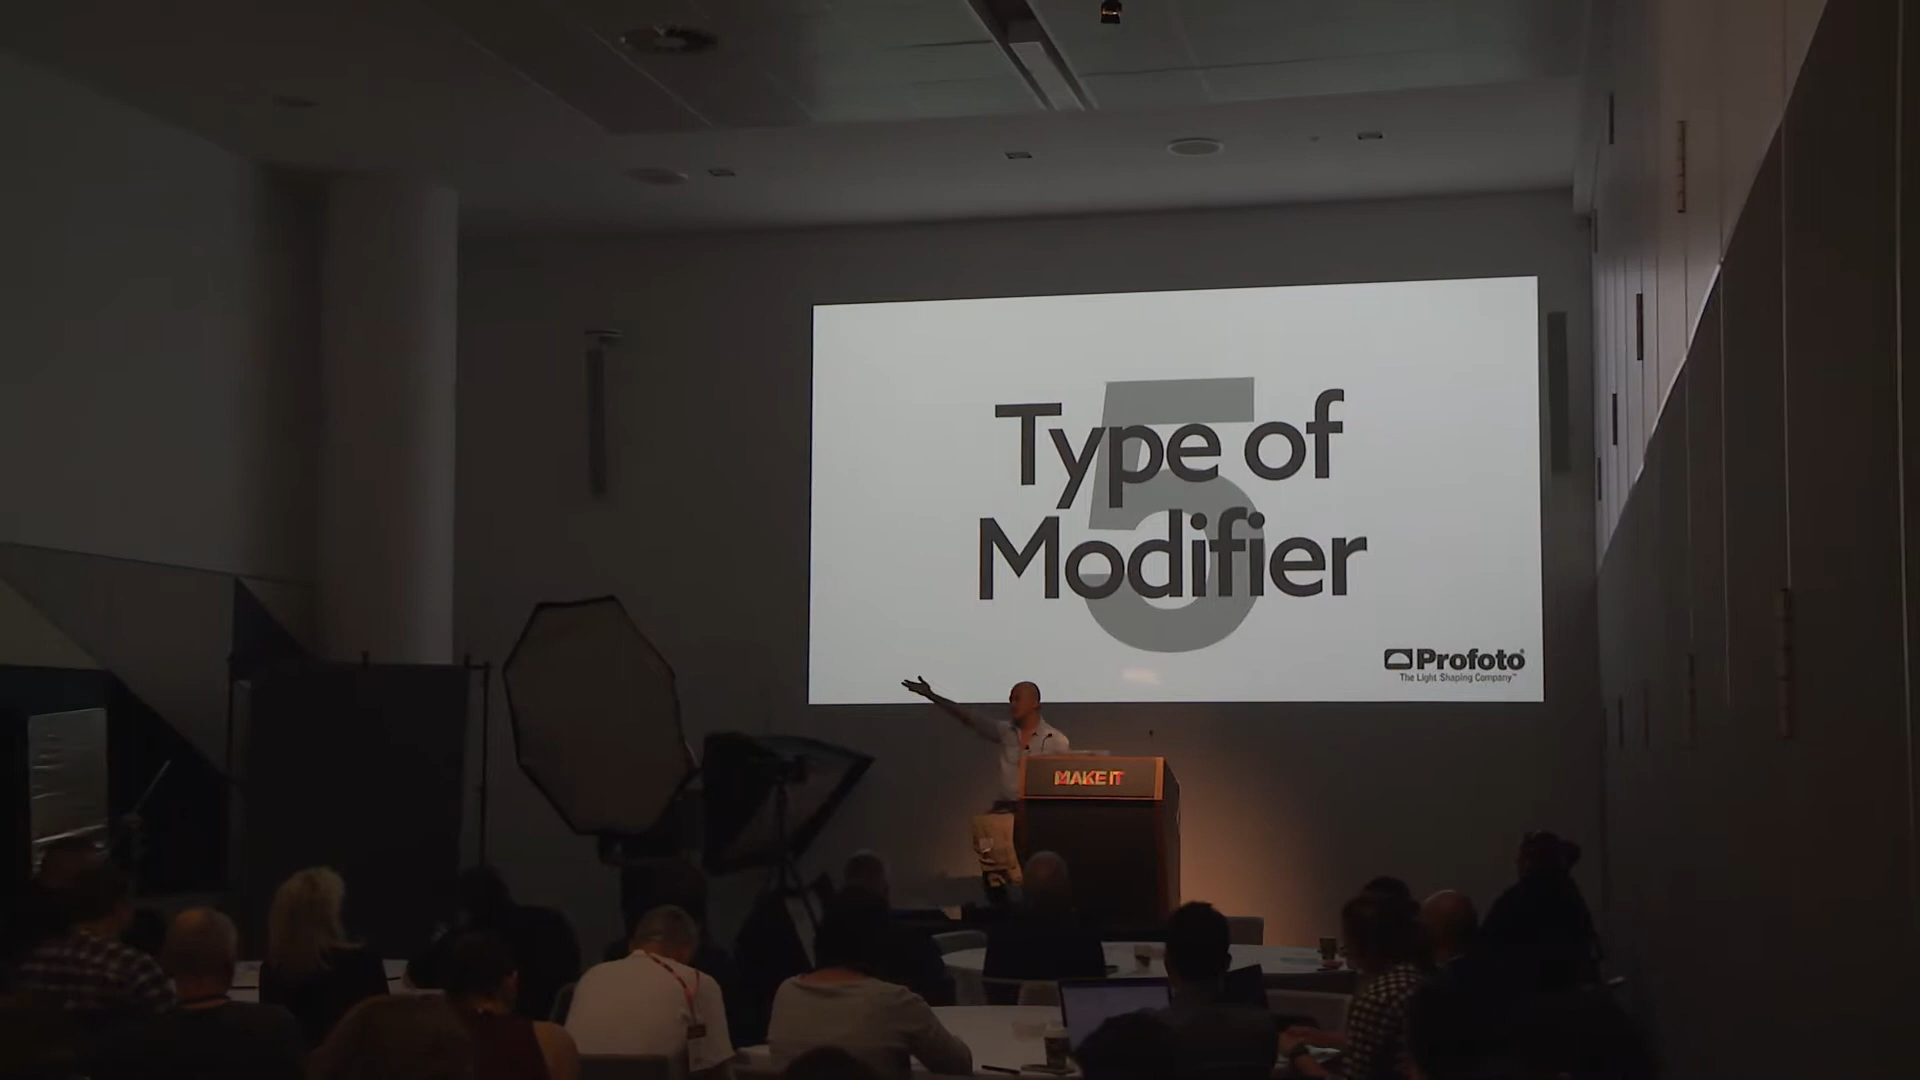 5
Type of
Modifier
Profoto
The Light Shaping Company™
MAKE IT